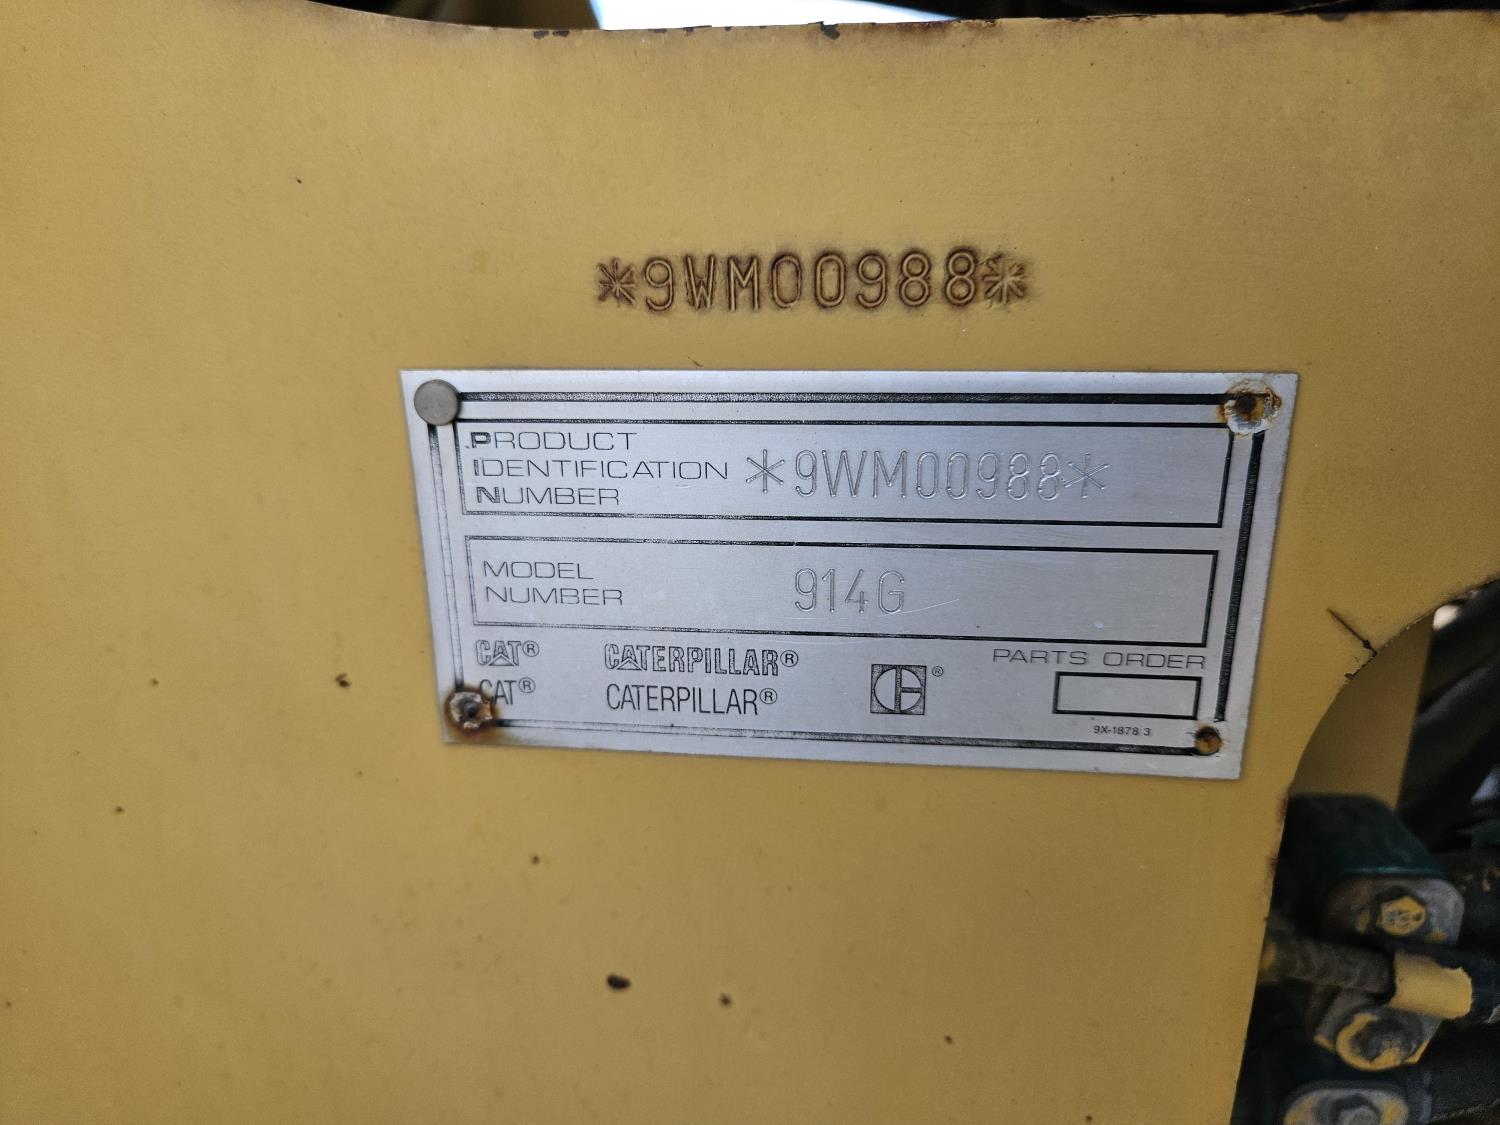 *9WM00988*
PRODUCT
IDENTIFICATION
NUMBER
*9WM00988*
MODEL
NUMBER
914G
CAT® CATERPILLAR® ®
CAT® CATERPILLAR®
PARTS ORDER
9X-1878 3